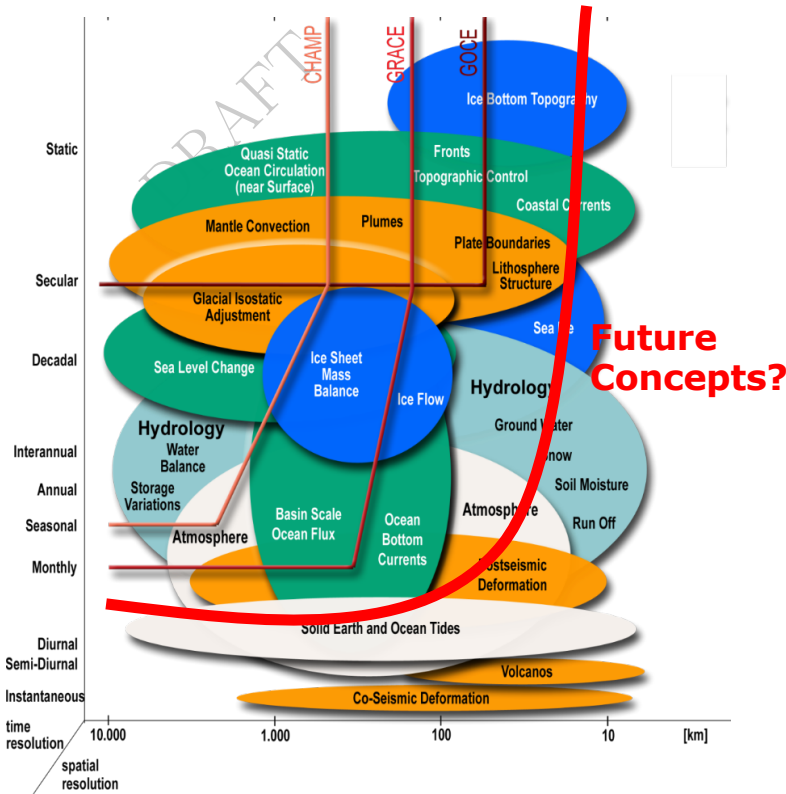 CHAMP
GRACE
GOCE
DRAFT
Ice Bottom Topography
Static
Quasi Static
Ocean Circulation
(near Surface)
Fronts
Topographic Control
Coastal Currents
Mantle Convection
Plumes
Plate Boundaries
Lithosphere
Structure
Secular
Glacial Isostatic
Adjustment
Sea Ice
Future
Concepts?
Decadal
Sea Level Change
Ice Sheet
Mass
Balance
Ice Flow
Hydrology
Ground Water
Snow
Soil Moisture
Run Off
Hydrology
Water
Balance
Storage
Variations
Interannual
Annual
Seasonal
Monthly
Atmosphere
Basin Scale
Ocean Flux
Ocean
Bottom
Currents
Atmosphere
Postseismic
Deformation
Solid Earth and Ocean Tides
Diurnal
Semi-Diurnal
Volcanos
Instantaneous
Co-Seismic Deformation
time
resolution
10.000
1.000
100
10
[km]
spatial
resolution